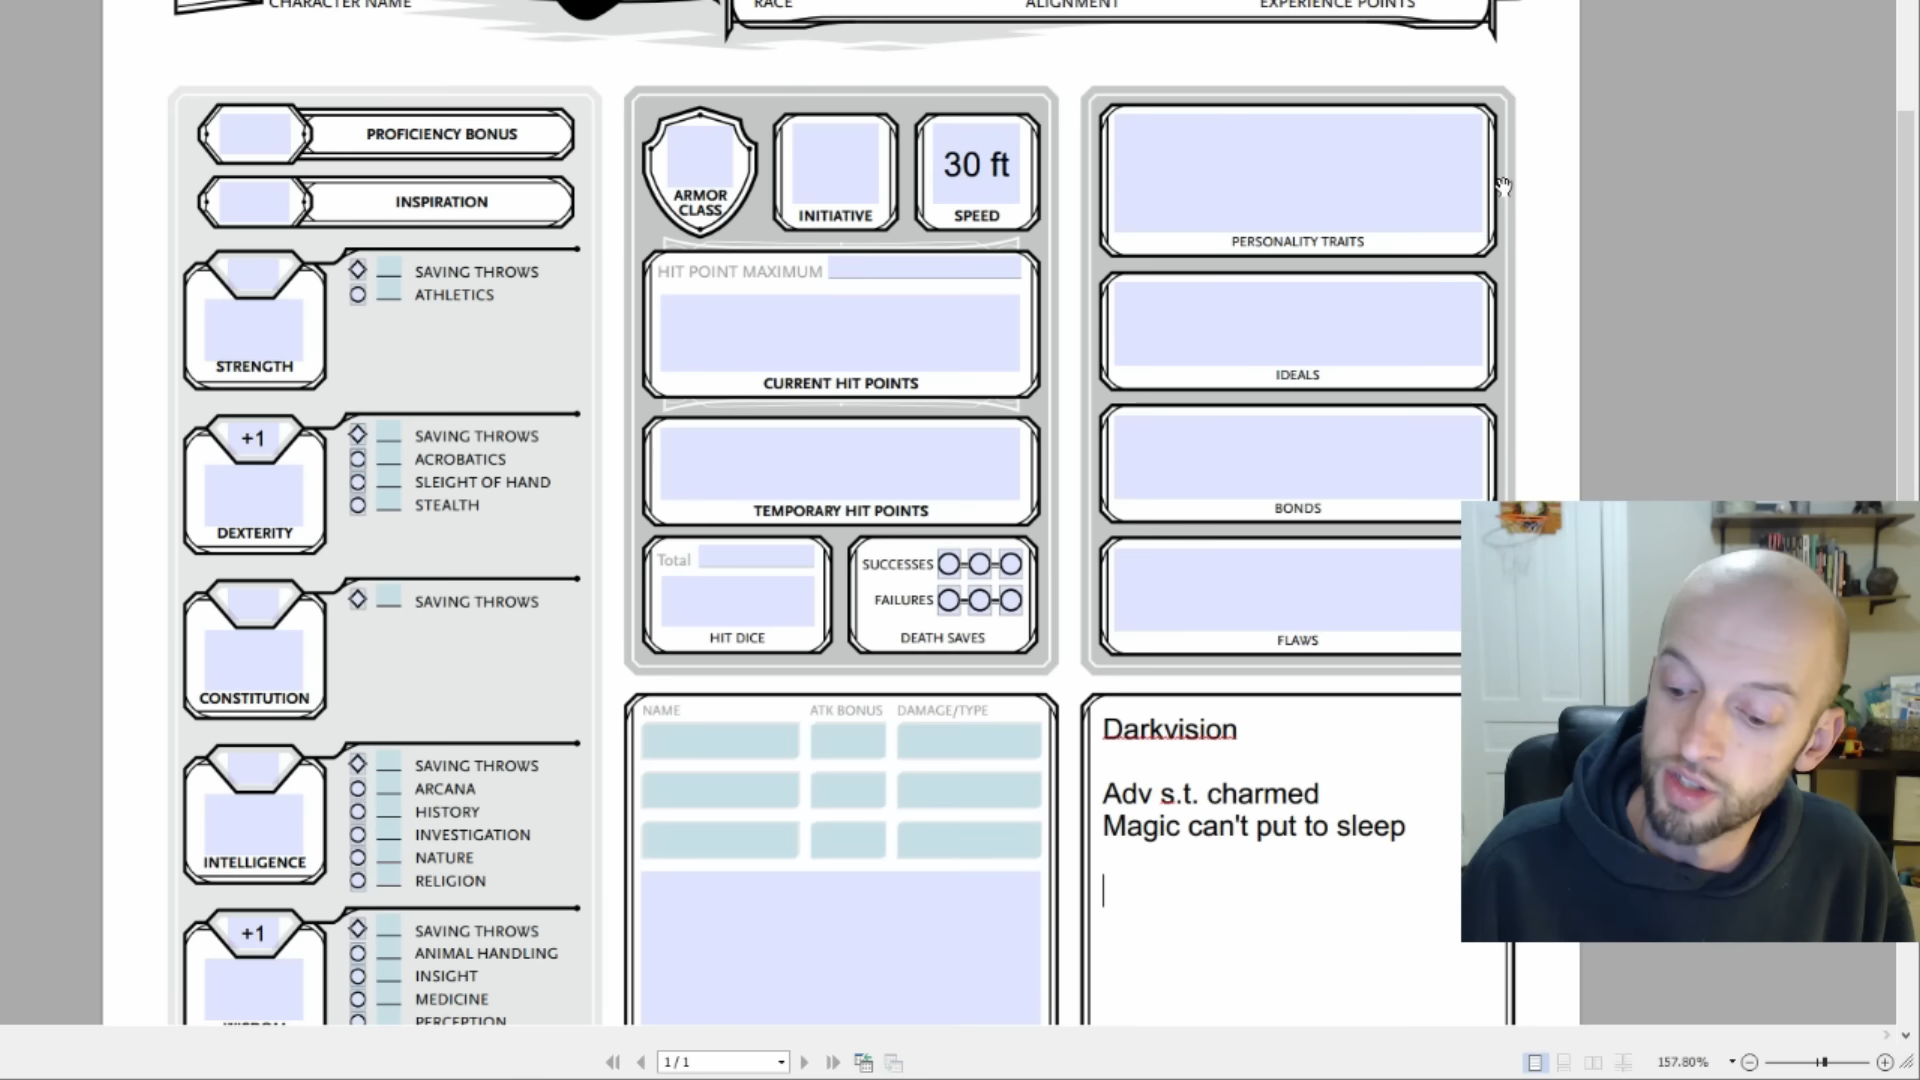 CHARACTER NAME
RACE
ALIGNMENT
EXPERIENCE POINTS
PROFICIENCY BONUS
INSPIRATION
STRENGTH
SAVING THROWS
ATHLETICS
+1
DEXTERITY
SAVING THROWS
ACROBATICS
SLEIGHT OF HAND
STEALTH
CONSTITUTION
SAVING THROWS
INTELLIGENCE
SAVING THROWS
ARCANA
HISTORY
INVESTIGATION
NATURE
RELIGION
+1
WISDOM
SAVING THROWS
ANIMAL HANDLING
INSIGHT
MEDICINE
PERCEPTION
ARMOR
CLASS
INITIATIVE
30 ft
SPEED
HIT POINT MAXIMUM
CURRENT HIT POINTS
TEMPORARY HIT POINTS
Total
HIT DICE
SUCCESSES
FAILURES
DEATH SAVES
NAME
ATK BONUS
DAMAGE/TYPE
PERSONALITY TRAITS
IDEALS
BONDS
FLAWS
Darkvision
Adv s.t. charmed
Magic can't put to sleep
1 / 1
157.80%